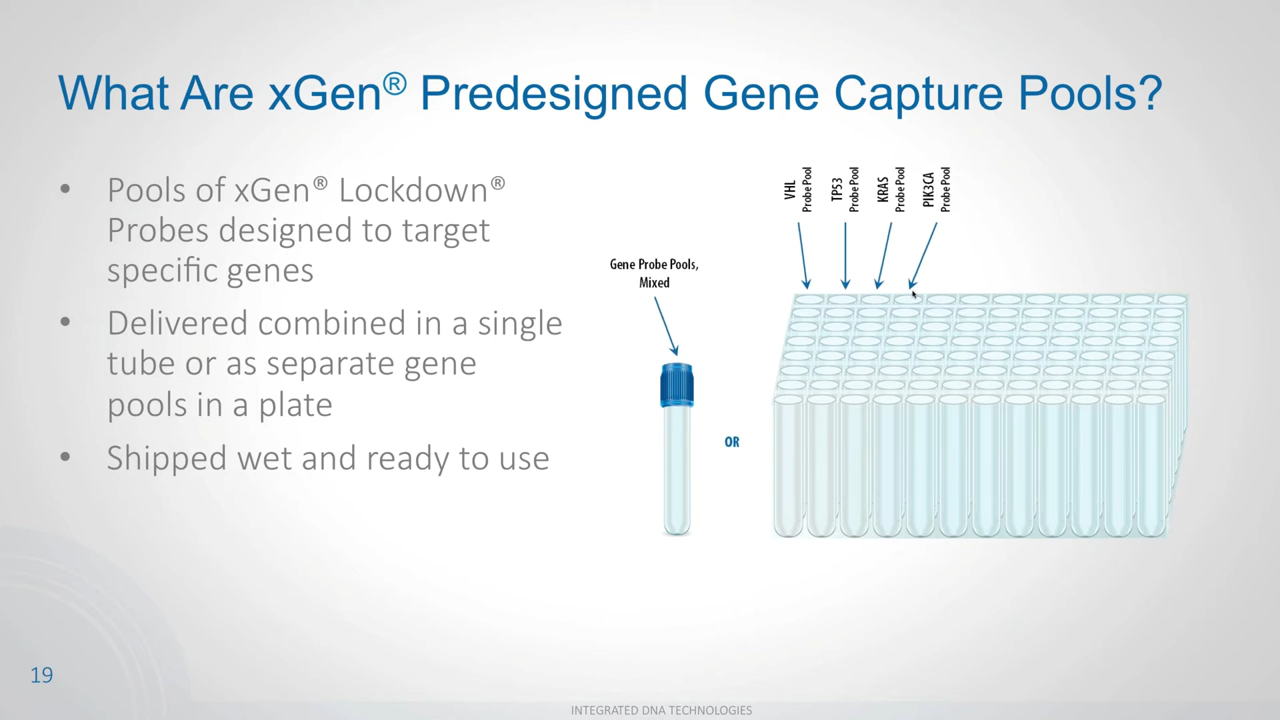 What Are xGen® Predesigned Gene Capture Pools?
• Pools of xGen® Lockdown®
Probes designed to target
specific genes
• Delivered combined in a single
tube or as separate gene
pools in a plate
• Shipped wet and ready to use
Gene Probe Pools,
Mixed
OR
VHL
Probe Pool
TP53
Probe Pool
KRAS
Probe Pool
PIK3CA
Probe Pool
19
INTEGRATED DNA TECHNOLOGIES